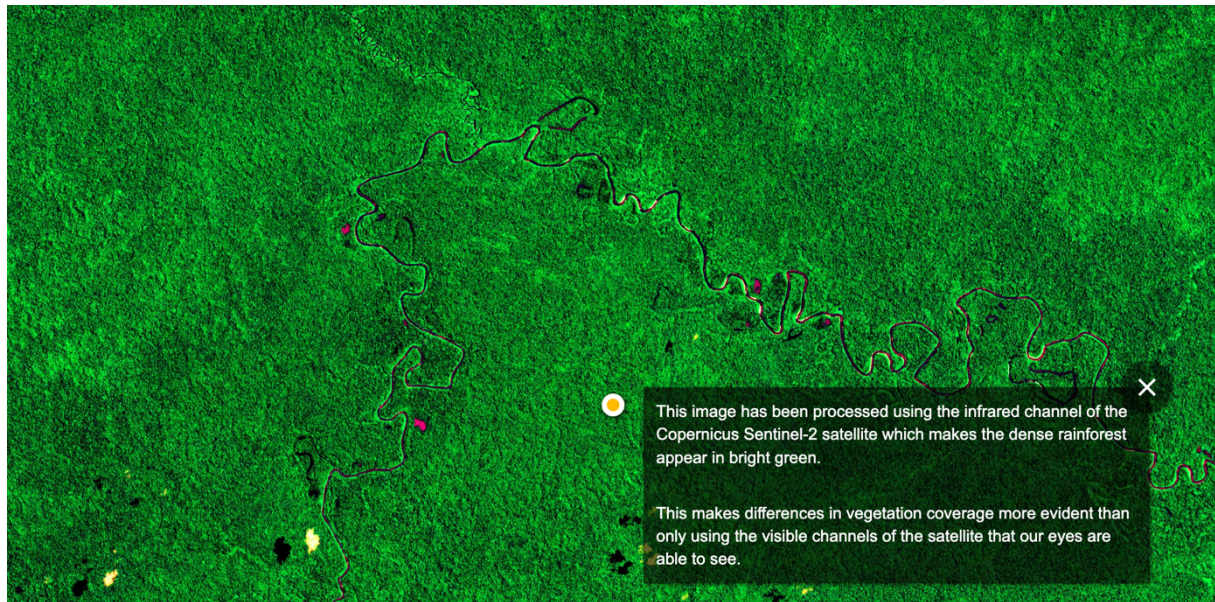 This image has been processed using the infrared channel of the
Copernicus Sentinel-2 satellite which makes the dense rainforest
appear in bright green.
This makes differences in vegetation coverage more evident than
only using the visible channels of the satellite that our eyes are
able to see.